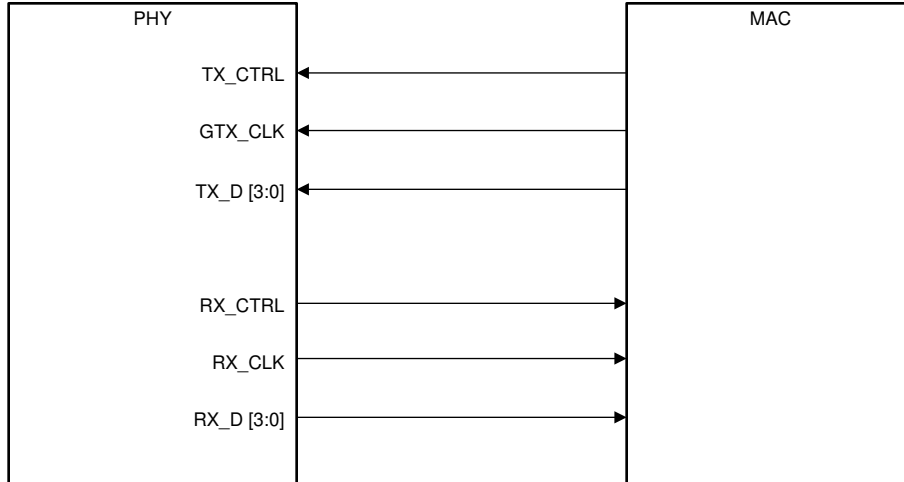 PHY
MAC
TX_CTRL
GTX_CLK
TX_D [3:0]
RX_CTRL
RX_CLK
RX_D [3:0]